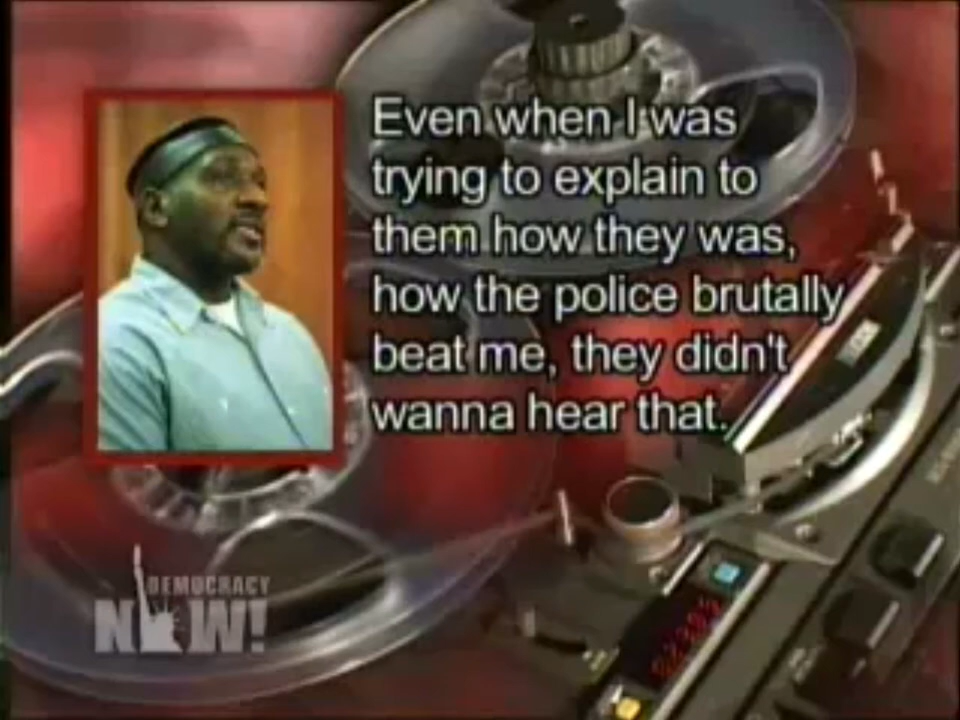 Even when I was
trying to explain to
them how they was,
how the police brutally
beat me, they didn't
wanna hear that.
DEMOCRACY
NOW!